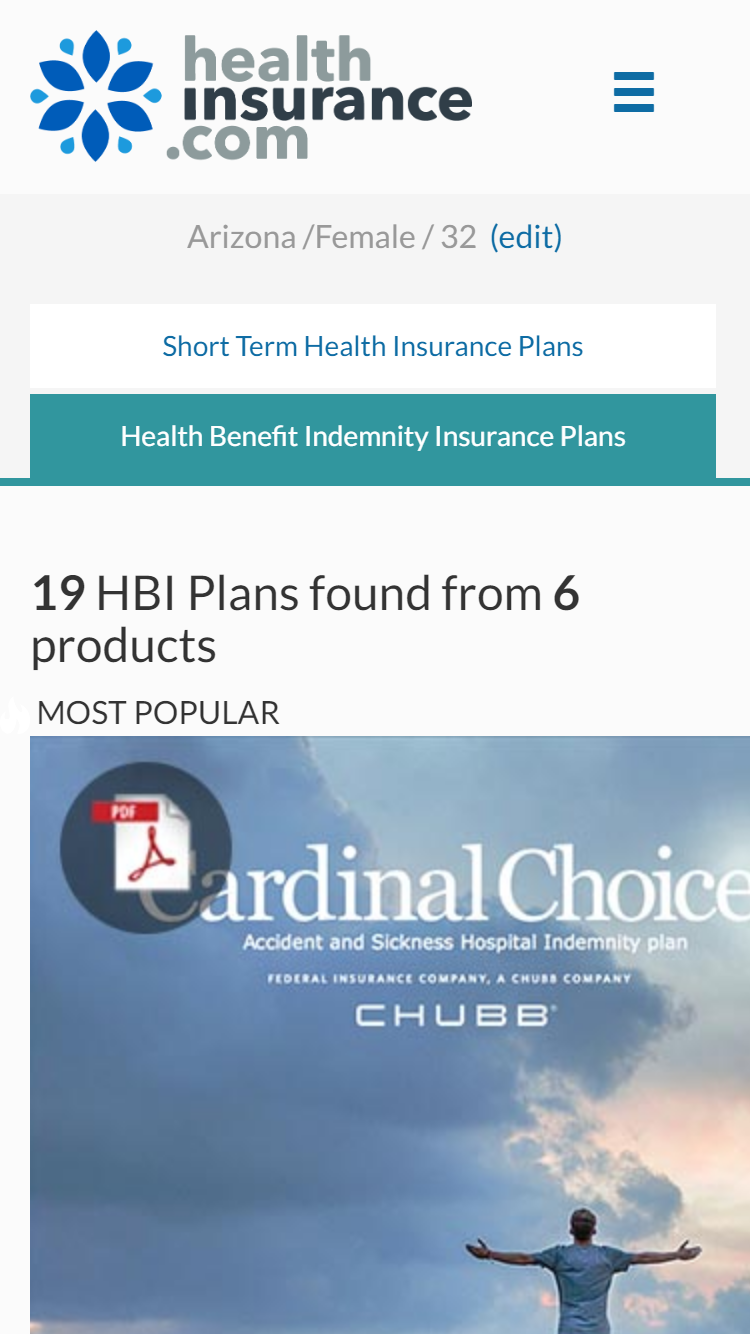 health
insurance
.com
Arizona /Female / 32 (edit)
Short Term Health Insurance Plans
Health Benefit Indemnity Insurance Plans
19 HBI Plans found from 6
products
MOST POPULAR
PDF
Cardinal Choice
Accident and Sickness Hospital Indemnity plan
FEDERAL INSURANCE COMPANY, A CHUBB COMPANY
CHUBB®